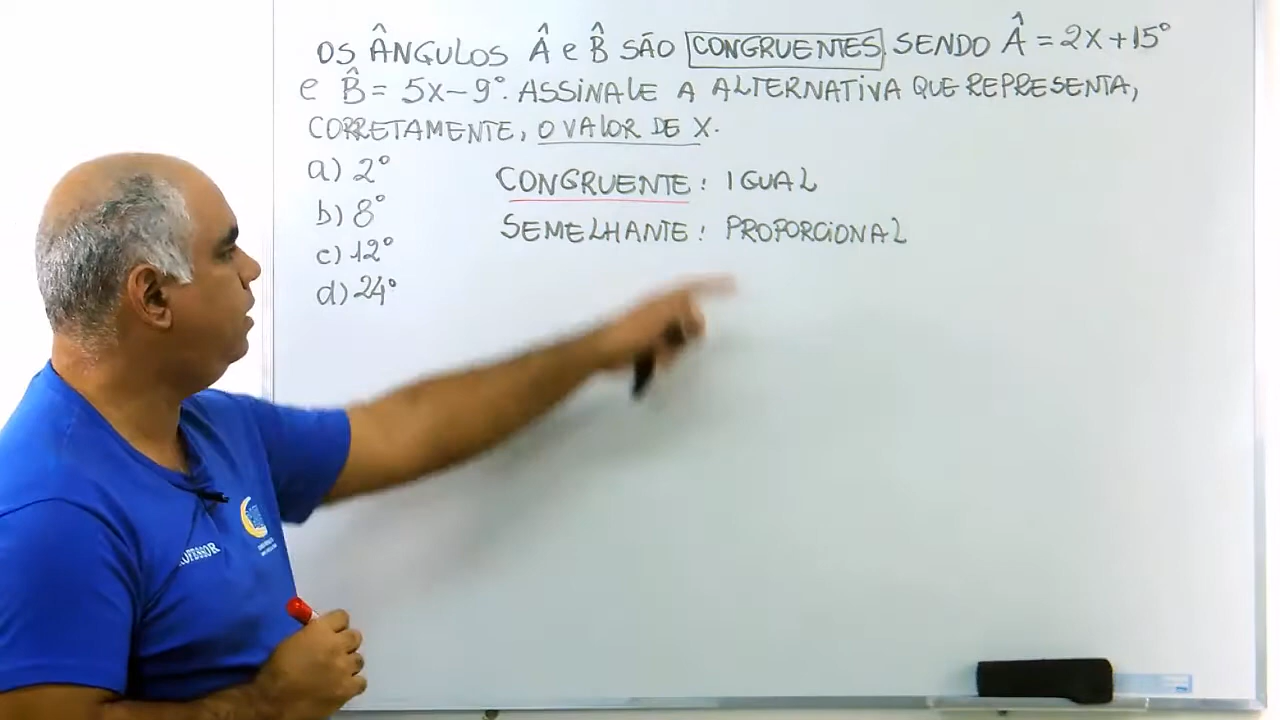 OS ÂNGULOS Â e B̂ SÃO CONGRUENTES. SENDO Â = 2x + 15°
e B̂ = 5x - 9°. ASSINALE A ALTERNATIVA QUE REPRESENTA,
CORRETAMENTE, O VALOR DE X.
a) 2°
b) 8°
c) 12°
d) 24°
CONGRUENTE: IGUAL
SEMELHANTE: PROPORCIONAL